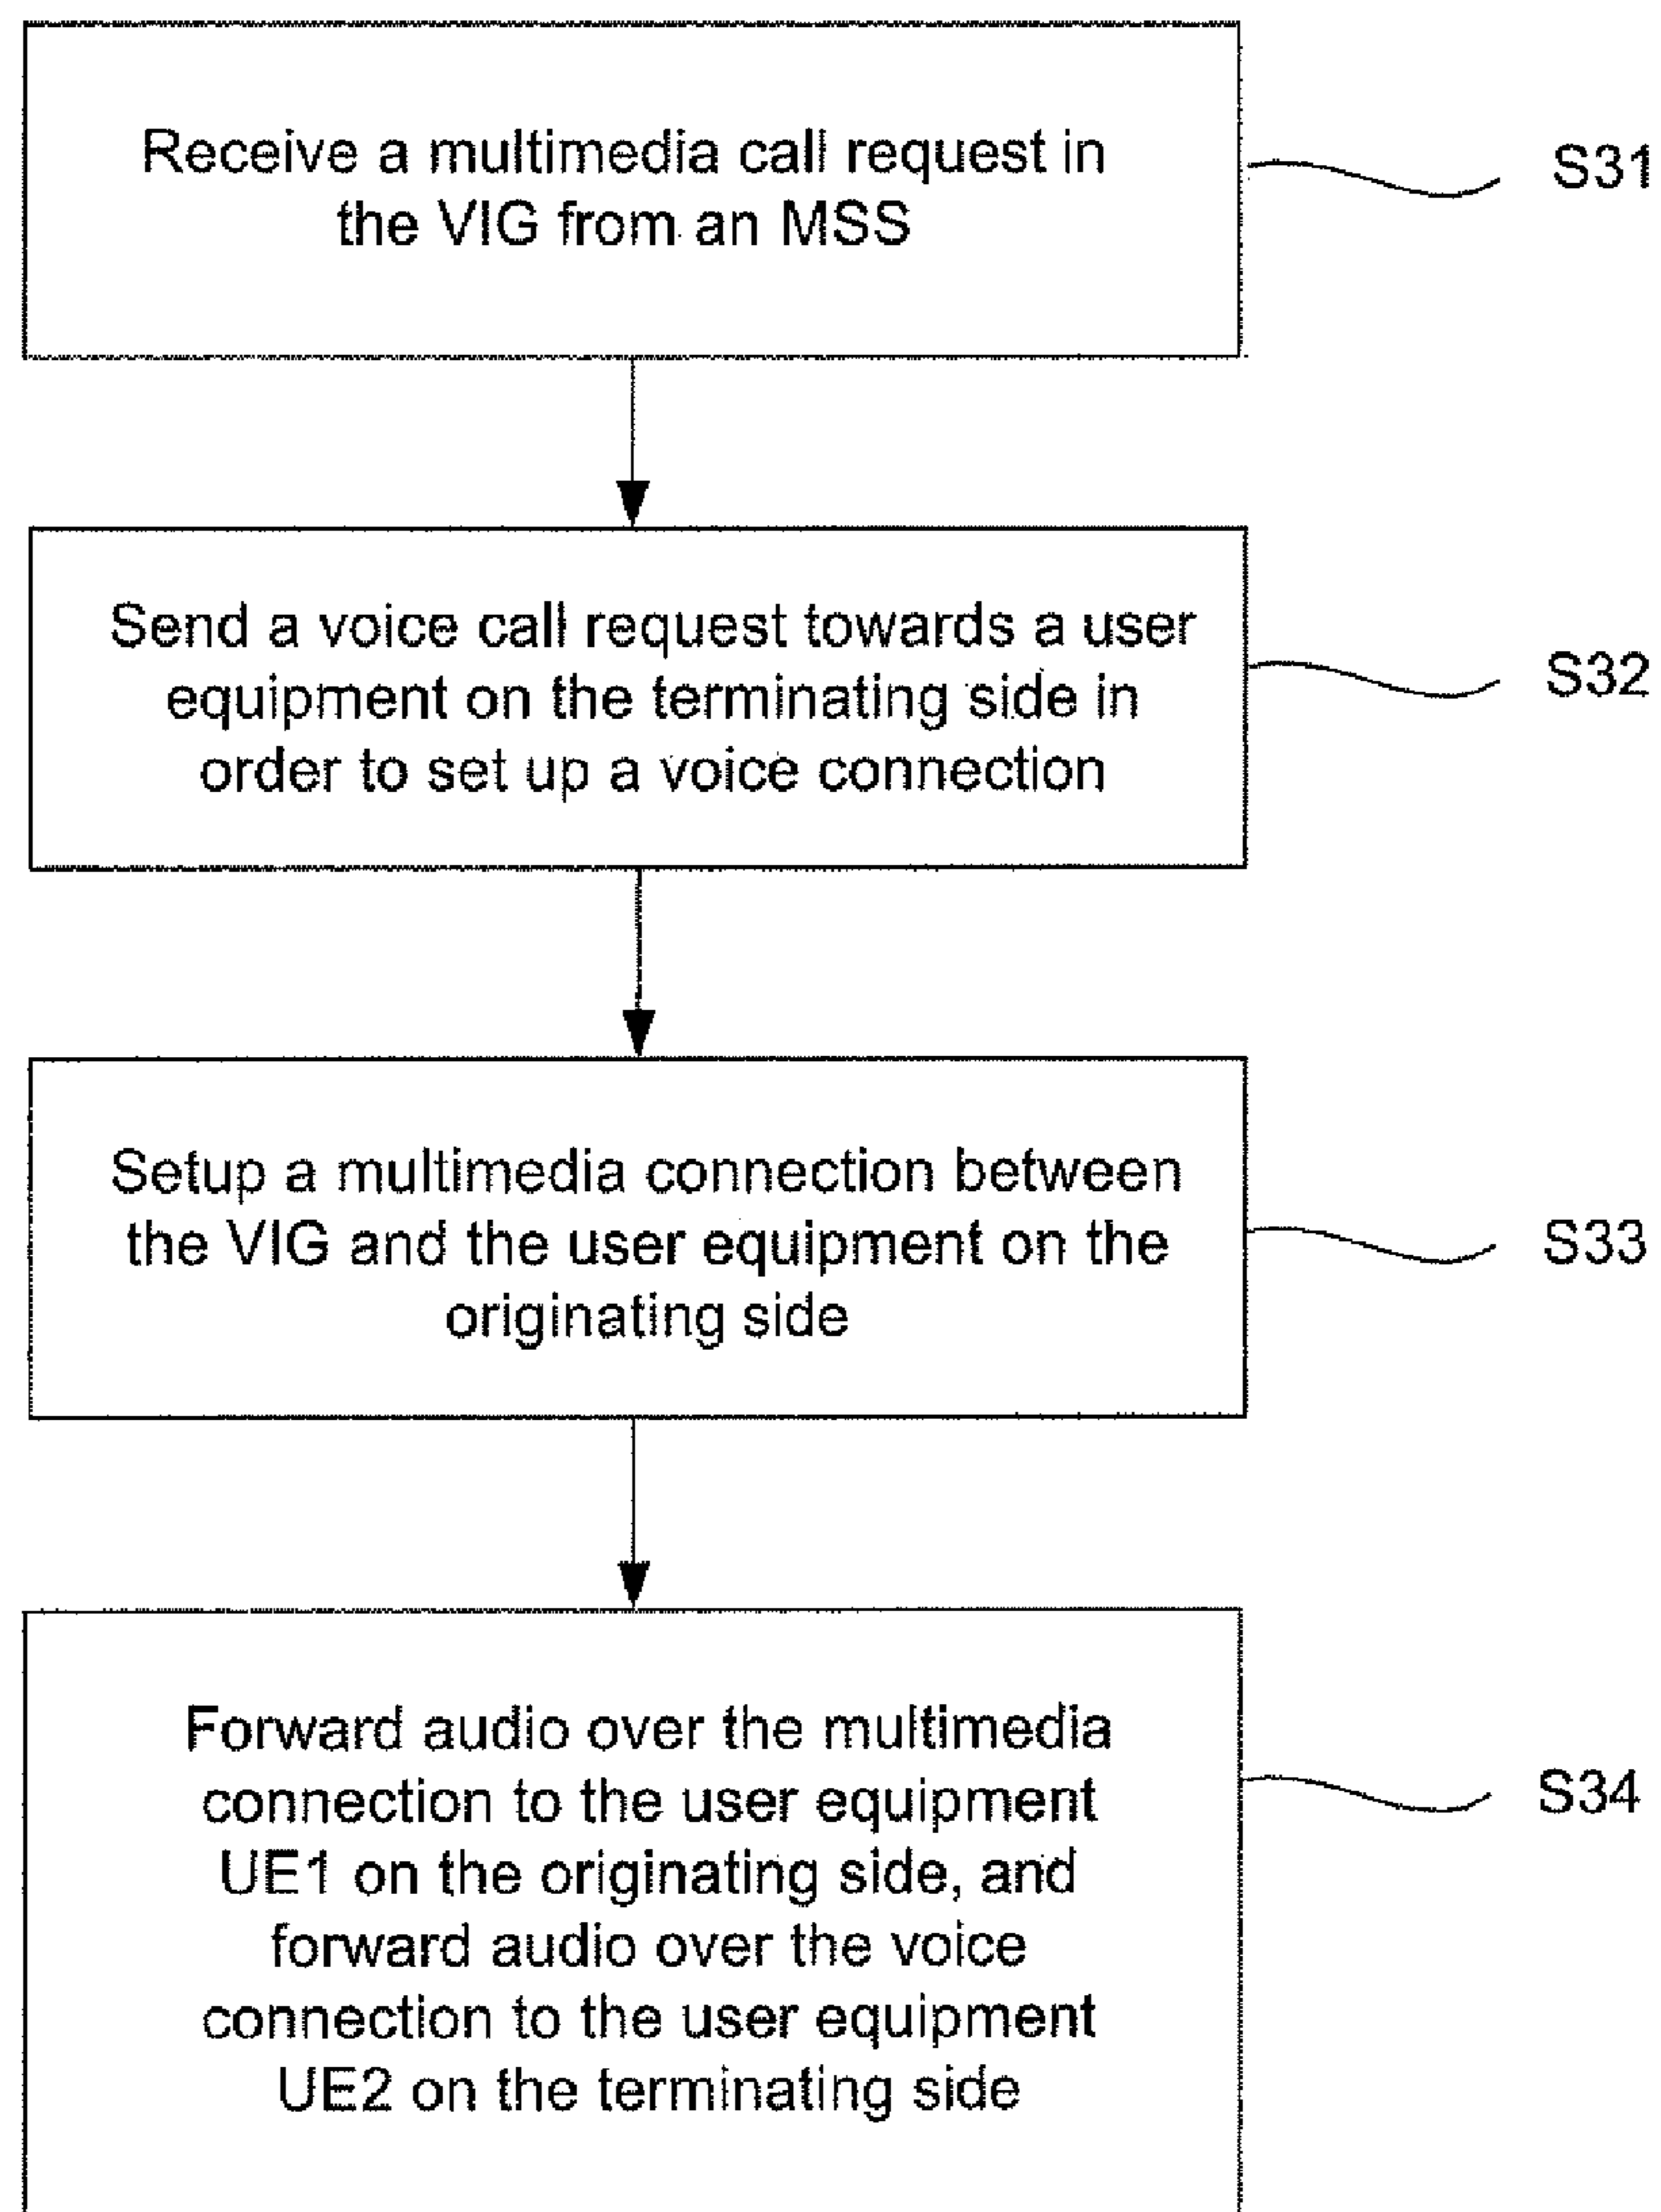 Receive a multimedia call request in
the VIG from an MSS
S31
Send a voice call request towards a user
equipment on the terminating side in
order to set up a voice connection
S32
Setup a multimedia connection between
the VIG and the user equipment on the
originating side
S33
Forward audio over the multimedia
connection to the user equipment
UE1 on the originating side, and
forward audio over the voice
connection to the user equipment
UE2 on the terminating side
S34